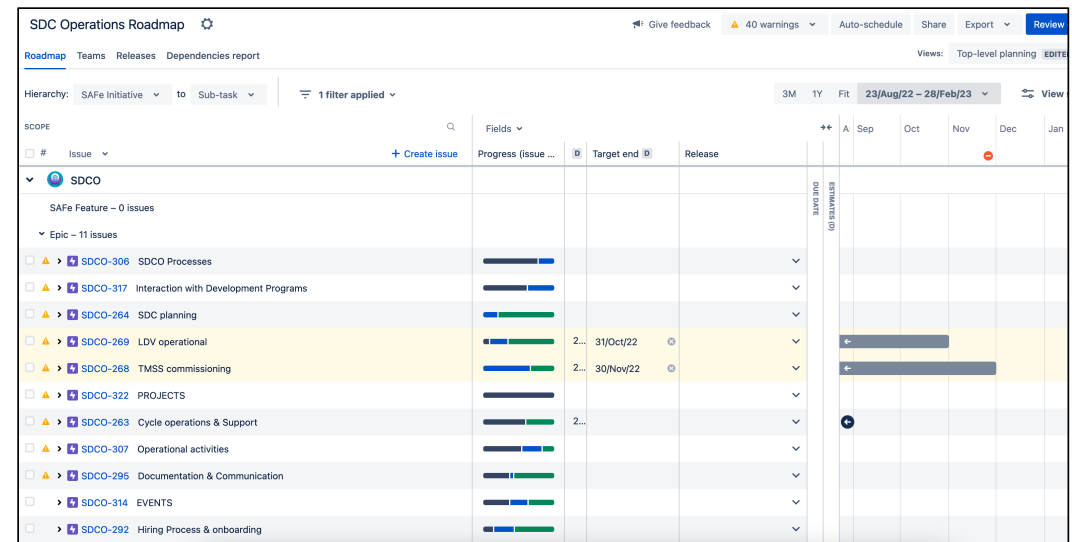 SDC Operations Roadmap
Give feedback
40 warnings
Auto-schedule
Share
Export
Review
Roadmap Teams Releases Dependencies report
Views: Top-level planning EDITE
Hierarchy: SAFe Initiative to Sub-task
1 filter applied
3M 1Y Fit 23/Aug/22 – 28/Feb/23
View
SCOPE
Fields
A Sep Oct Nov Dec Jan
# Issue + Create issue Progress (issue ... D Target end D Release
SDCO
DUE DATE
ESTIMATES (D)
SAFe Feature – 0 issues
Epic – 11 issues
SDCO-306 SDCO Processes
SDCO-317 Interaction with Development Programs
SDCO-264 SDC planning
SDCO-269 LDV operational 2... 31/Oct/22
SDCO-268 TMSS commissioning 2... 30/Nov/22
SDCO-322 PROJECTS
SDCO-263 Cycle operations & Support 2...
SDCO-307 Operational activities
SDCO-295 Documentation & Communication
SDCO-314 EVENTS
SDCO-292 Hiring Process & onboarding